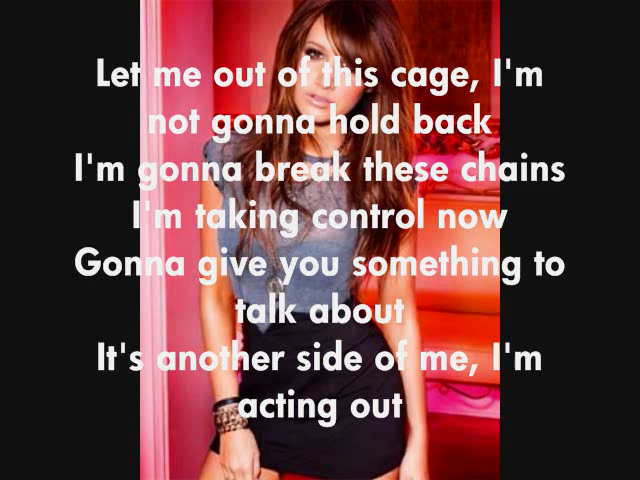 Let me out of this cage, I'm
not gonna hold back
I'm gonna break these chains
I'm taking control now
Gonna give you something to
talk about
It's another side of me, I'm
acting out